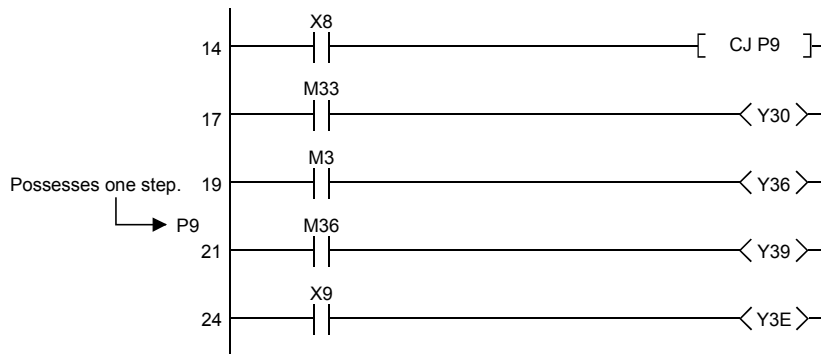 X8
14 CJ P9
M33
17 Y30
M3
Possesses one step. 19 Y36
P9 M36
21 Y39
X9
24 Y3E